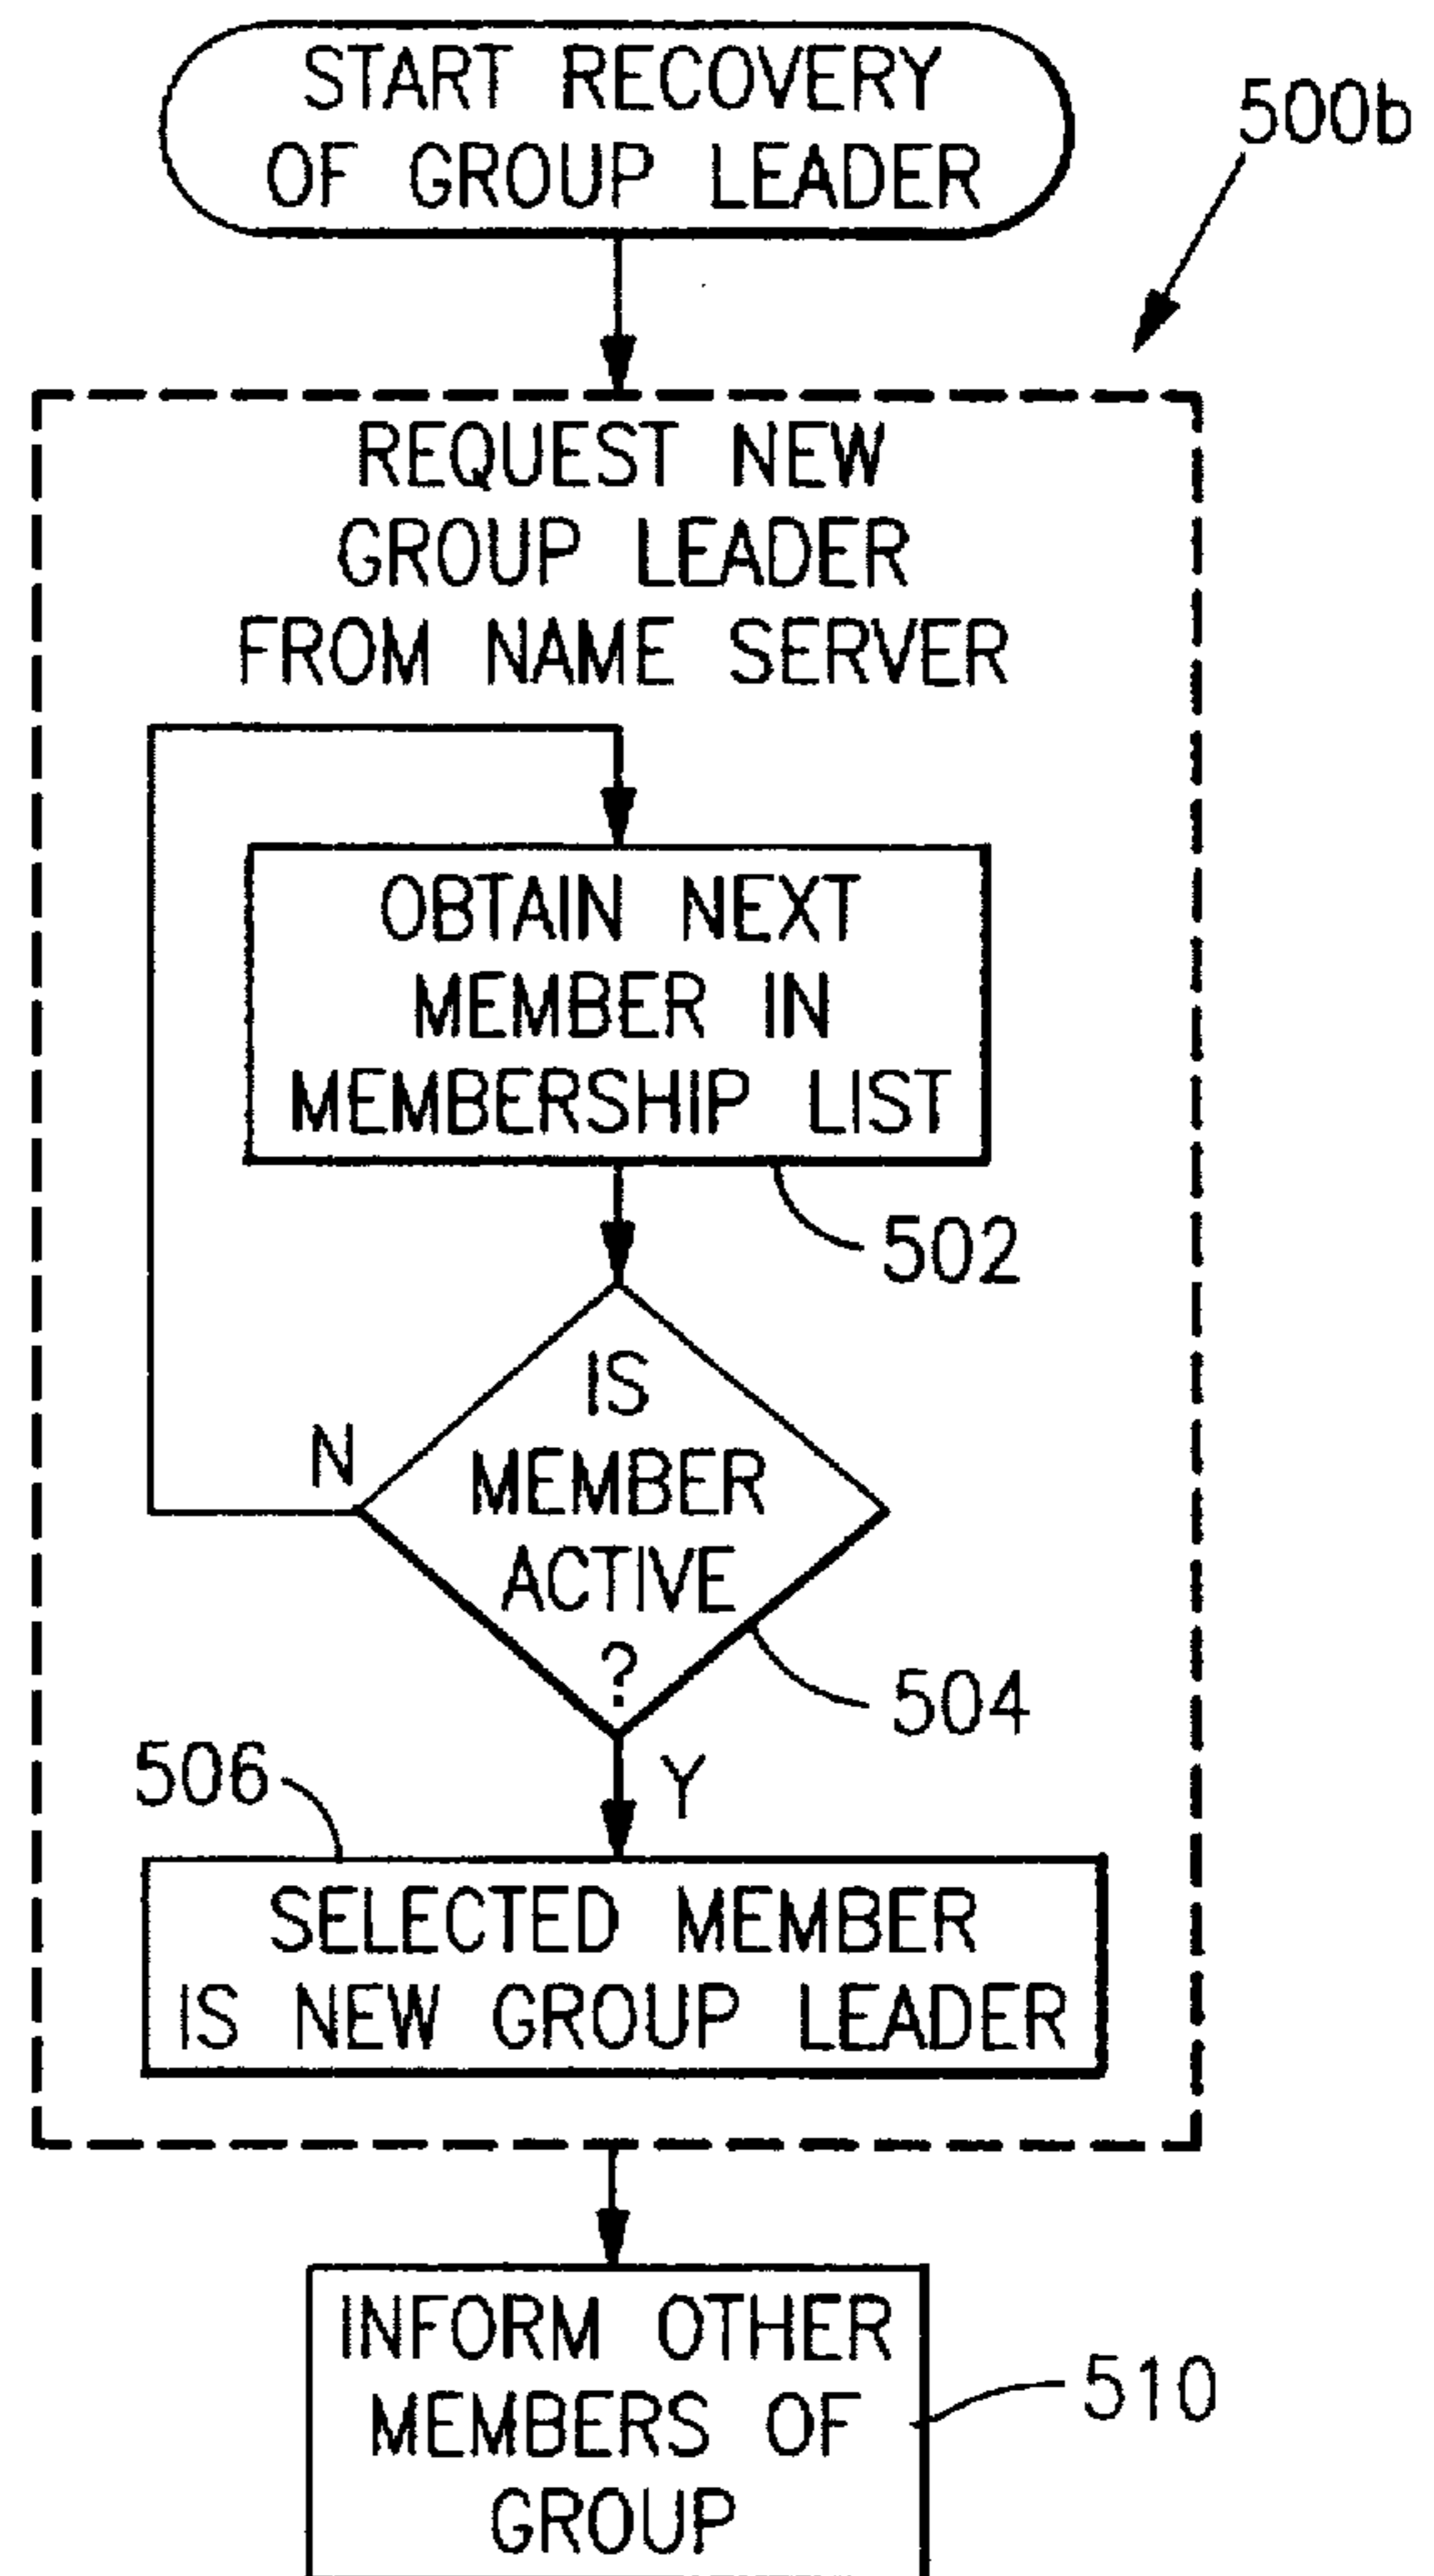 START RECOVERY
OF GROUP LEADER
500b
REQUEST NEW
GROUP LEADER
FROM NAME SERVER
OBTAIN NEXT
MEMBER IN
MEMBERSHIP LIST
502
IS
MEMBER
ACTIVE
?
N
504
Y
506
SELECTED MEMBER
IS NEW GROUP LEADER
INFORM OTHER
MEMBERS OF
GROUP
510